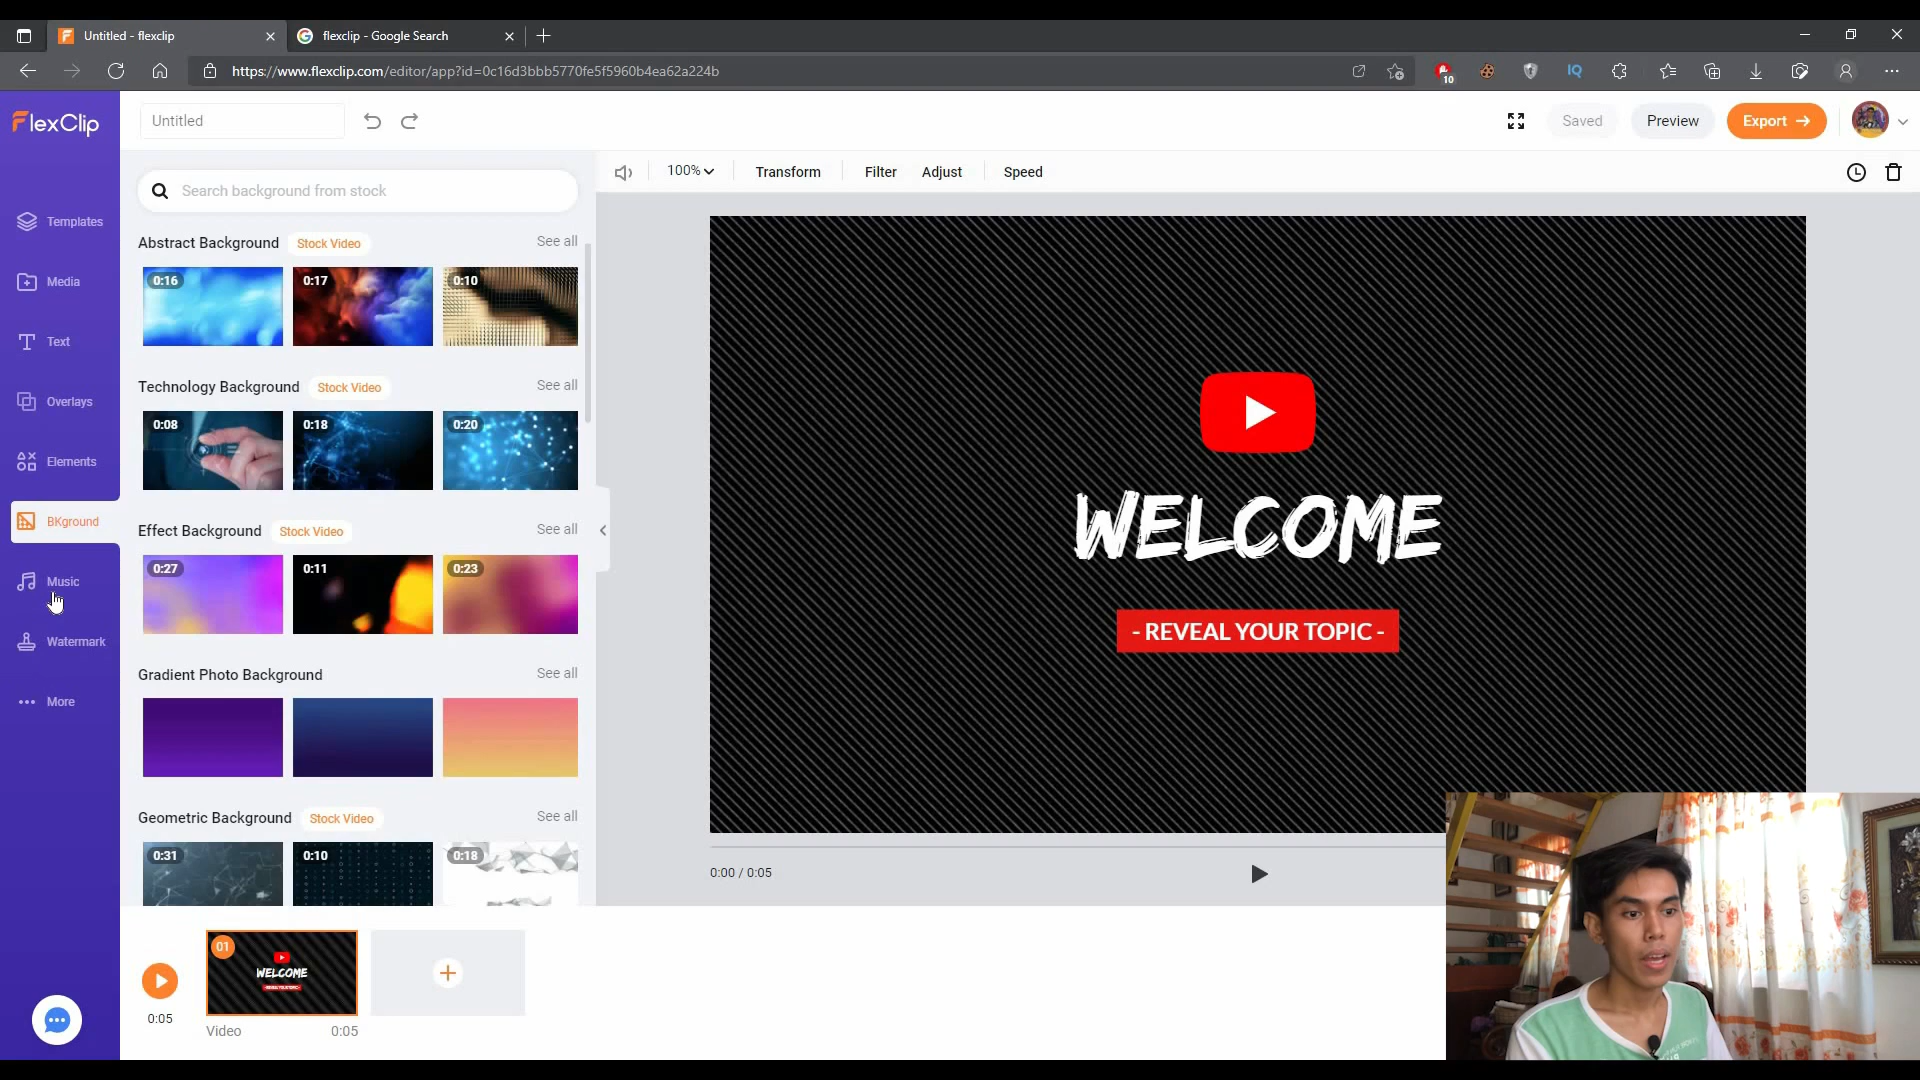 Untitled - flexclip
flexclip - Google Search
https://www.flexclip.com/editor/app?id=0c16d3bbb5770fe5f5960b4ea62a224b
10
IQ
FlexClip
Untitled
Saved
Preview
Export
Search background from stock
100%
Transform
Filter
Adjust
Speed
Templates
Media
Text
Overlays
Elements
BKground
Music
Watermark
More
Abstract Background Stock Video See all
0:16 0:17 0:10
Technology Background Stock Video See all
0:08 0:18 0:20
Effect Background Stock Video See all
0:27 0:11 0:23
Gradient Photo Background See all
Geometric Background Stock Video See all
0:31 0:10 0:18
WELCOME
- REVEAL YOUR TOPIC -
0:00 / 0:05
01
WELCOME
- REVEAL YOUR TOPIC -
0:05
Video 0:05